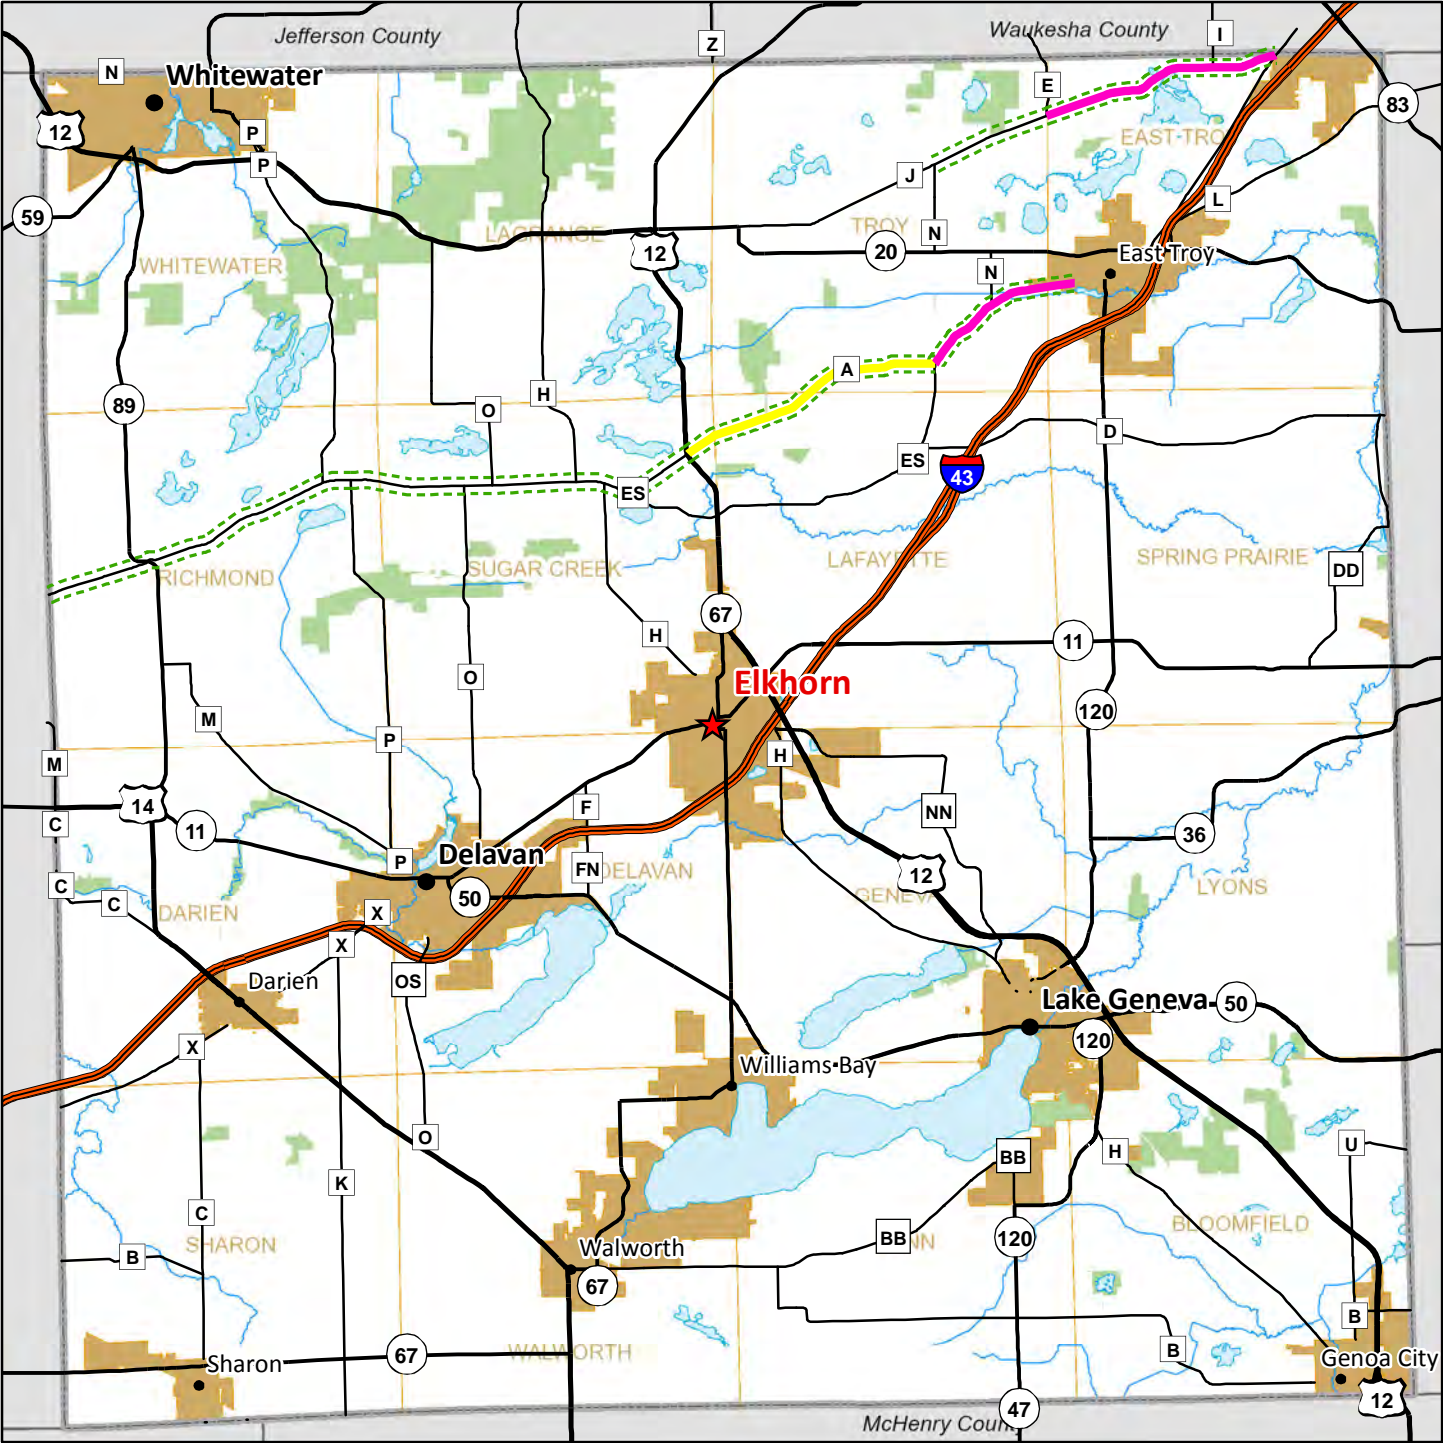 Jefferson County
Waukesha County
I
Z
N
Whitewater
E
83
12
P
P
EAST-TRO
J
L
59
TROY
N
LAGRANGE
12
20
East Troy
WHITEWATER
N
A
89
H
O
D
ES
43
ES
RICHMOND
SUGAR CREEK
LAFAYETTE
SPRING PRAIRIE
DD
67
H
11
O
Elkhorn
M
120
P
H
M
14
F
NN
C
11
36
Delavan
P
FN
DELAVAN
12
C
50
GENEVA
LYONS
C
DARIEN
X
X
OS
Darien
Lake Geneva
50
X
120
Williams-Bay
O
H
U
BB
K
C
SHARON
BLOOMFIELD
BB
NN
120
B
Walworth
67
B
WALWORTH
67
B
Sharon
Genoa City
12
47
McHenry Coun